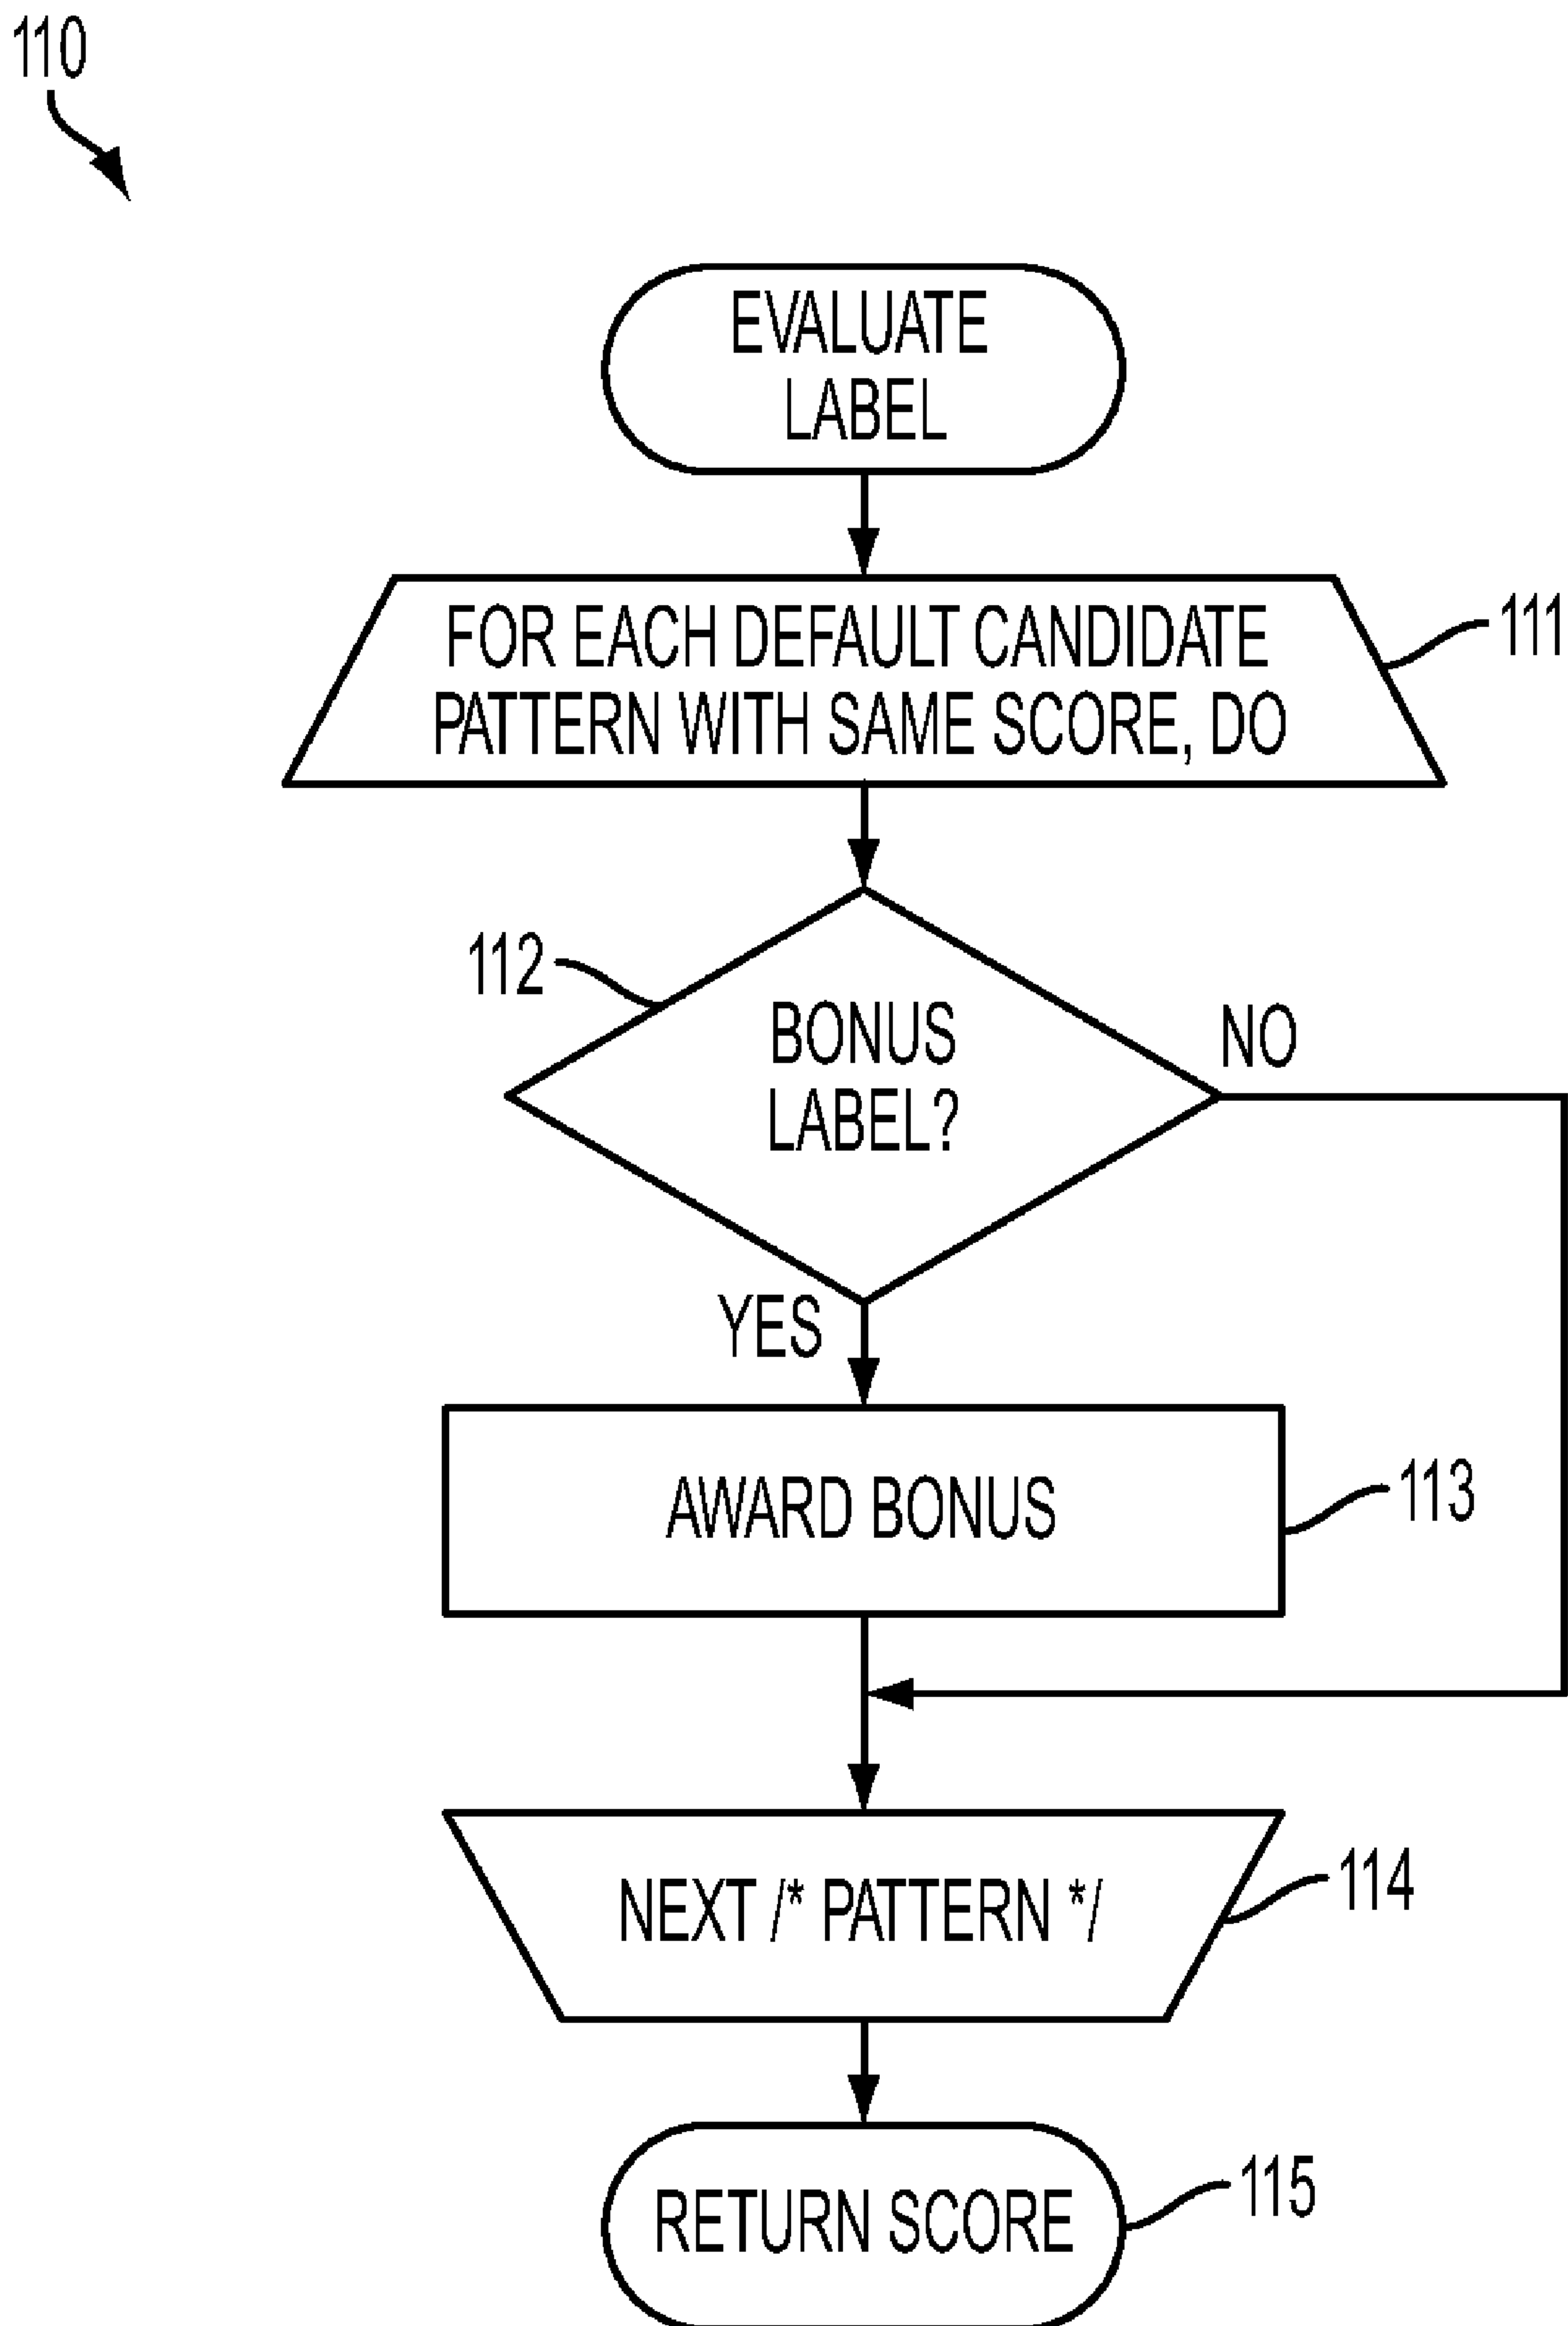 110
EVALUATE
LABEL
FOR EACH DEFAULT CANDIDATE
PATTERN WITH SAME SCORE, DO
111
112
BONUS
LABEL?
NO
YES
AWARD BONUS
113
NEXT /* PATTERN */
114
RETURN SCORE
115